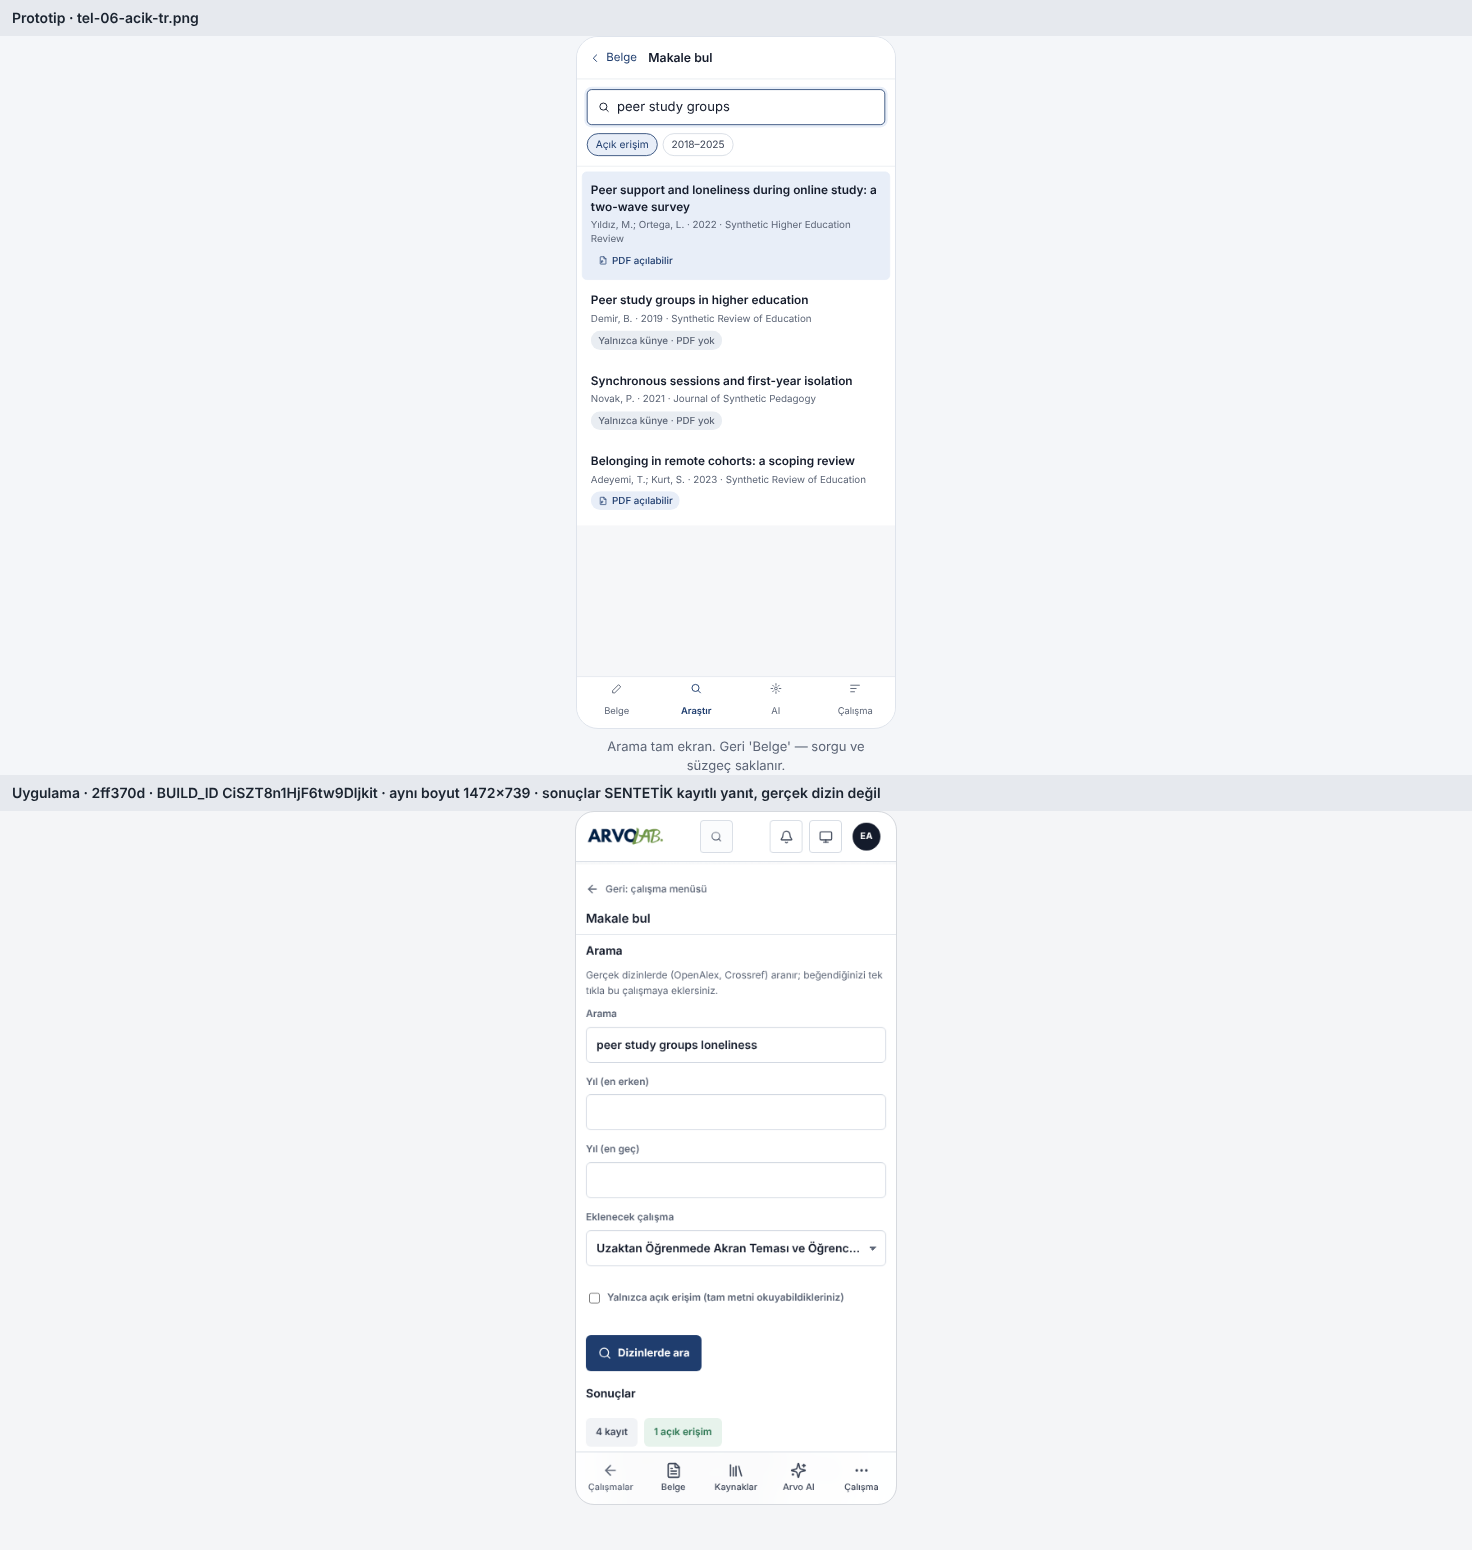 Prototip · tel-06-acik-tr.png
Belge Makale bul
peer study groups
Açık erişim 2018–2025
Peer support and loneliness during online study: a
two-wave survey
Yıldız, M.; Ortega, L. · 2022 · Synthetic Higher Education
Review
PDF açılabilir
Peer study groups in higher education
Demir, B. · 2019 · Synthetic Review of Education
Yalnızca künye · PDF yok
Synchronous sessions and first-year isolation
Novak, P. · 2021 · Journal of Synthetic Pedagogy
Yalnızca künye · PDF yok
Belonging in remote cohorts: a scoping review
Adeyemi, T.; Kurt, S. · 2023 · Synthetic Review of Education
PDF açılabilir
Belge Araştır AI Çalışma
Arama tam ekran. Geri 'Belge' — sorgu ve
süzgeç saklanır.
Uygulama · 2ff370d · BUILD_ID CiSZT8n1HjF6tw9DIjkit · aynı boyut 1472×739 · sonuçlar SENTETİK kayıtlı yanıt, gerçek dizin değil
ARVOLAB. EA
Geri: çalışma menüsü
Makale bul
Arama
Gerçek dizinlerde (OpenAlex, Crossref) aranır; beğendiğinizi tek
tıkla bu çalışmaya eklersiniz.
Arama
peer study groups loneliness
Yıl (en erken)
Yıl (en geç)
Eklenecek çalışma
Uzaktan Öğrenmede Akran Teması ve Öğrenc...
Yalnızca açık erişim (tam metni okuyabildikleriniz)
Dizinlerde ara
Sonuçlar
4 kayıt 1 açık erişim
Çalışmalar Belge Kaynaklar Arvo AI Çalışma